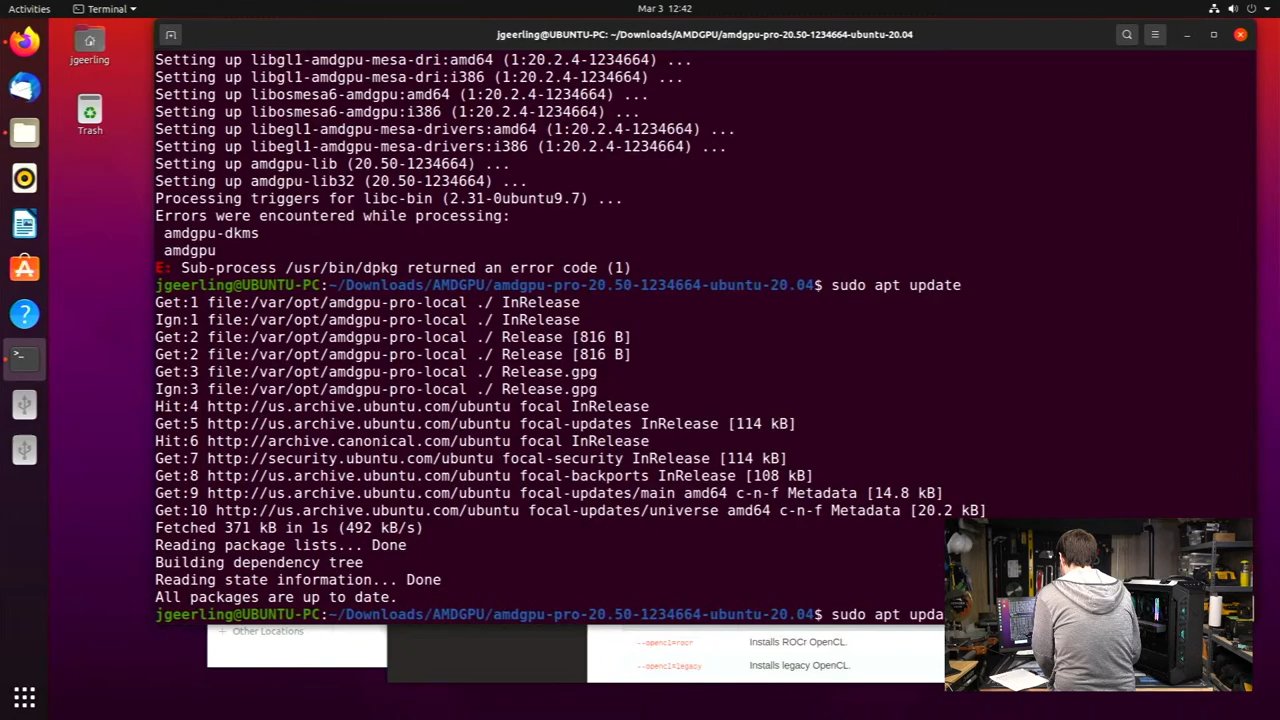 Activities
Terminal
Mar 3 12:42
jgeerling@UBUNTU-PC: ~/Downloads/AMDGPU/amdgpu-pro-20.50-1234664-ubuntu-20.04
jgeerling
Trash
Setting up libgl1-amdgpu-mesa-dri:amd64 (1:20.2.4-1234664) ...
Setting up libgl1-amdgpu-mesa-dri:i386 (1:20.2.4-1234664) ...
Setting up libosmesa6-amdgpu:amd64 (1:20.2.4-1234664) ...
Setting up libosmesa6-amdgpu:i386 (1:20.2.4-1234664) ...
Setting up libegl1-amdgpu-mesa-drivers:amd64 (1:20.2.4-1234664) ...
Setting up libegl1-amdgpu-mesa-drivers:i386 (1:20.2.4-1234664) ...
Setting up amdgpu-lib (20.50-1234664) ...
Setting up amdgpu-lib32 (20.50-1234664) ...
Processing triggers for libc-bin (2.31-0ubuntu9.7) ...
Errors were encountered while processing:
amdgpu-dkms
amdgpu
E: Sub-process /usr/bin/dpkg returned an error code (1)
jgeerling@UBUNTU-PC:~/Downloads/AMDGPU/amdgpu-pro-20.50-1234664-ubuntu-20.04$ sudo apt update
Get:1 file:/var/opt/amdgpu-pro-local ./ InRelease
Ign:1 file:/var/opt/amdgpu-pro-local ./ InRelease
Get:2 file:/var/opt/amdgpu-pro-local ./ Release [816 B]
Get:2 file:/var/opt/amdgpu-pro-local ./ Release [816 B]
Get:3 file:/var/opt/amdgpu-pro-local ./ Release.gpg
Ign:3 file:/var/opt/amdgpu-pro-local ./ Release.gpg
Hit:4 http://us.archive.ubuntu.com/ubuntu focal InRelease
Get:5 http://us.archive.ubuntu.com/ubuntu focal-updates InRelease [114 kB]
Hit:6 http://archive.canonical.com/ubuntu focal InRelease
Get:7 http://security.ubuntu.com/ubuntu focal-security InRelease [114 kB]
Get:8 http://us.archive.ubuntu.com/ubuntu focal-backports InRelease [108 kB]
Get:9 http://us.archive.ubuntu.com/ubuntu focal-updates/main amd64 c-n-f Metadata [14.8 kB]
Get:10 http://us.archive.ubuntu.com/ubuntu focal-updates/universe amd64 c-n-f Metadata [20.2 kB]
Fetched 371 kB in 1s (492 kB/s)
Reading package lists... Done
Building dependency tree
Reading state information... Done
All packages are up to date.
jgeerling@UBUNTU-PC:~/Downloads/AMDGPU/amdgpu-pro-20.50-1234664-ubuntu-20.04$ sudo apt upda
+ Other Locations
--opencl=rocr Installs ROCr OpenCL.
--opencl=legacy Installs legacy OpenCL.